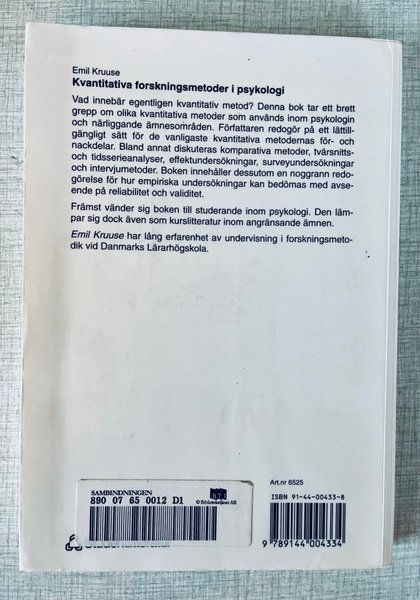 Emil Kruuse
Kvantitativa forskningsmetoder i psykologi
Vad innebär egentligen kvantitativ metod? Denna bok tar ett brett
grepp om olika kvantitativa metoder som används inom psykologin
och närliggande ämnesområden. Författaren redogör på ett lättill-
gängligt sätt för de vanligaste kvantitativa metodernas för- och
nackdelar. Bland annat diskuteras komparativa metoder, tvärsnitts-
och tidsserieanalyser, effektundersökningar, surveyundersökningar
och intervjumetoder. Boken innehåller dessutom en noggrann redo-
görelse för hur empiriska undersökningar kan bedömas med avse-
ende på reliabilitet och validitet.
Främst vänder sig boken till studerande inom psykologi. Den läm-
par sig dock även som kurslitteratur inom angränsande ämnen.
Emil Kruuse har lång erfarenhet av undervisning i forskningsmeto-
dik vid Danmarks Lärarhögskola.
Art.nr 6525
ISBN 91-44-00433-8
9 789144 004334
SAMBINDNINGEN
890 07 65 0012 D1
BTJ
© Bibliotekstjänst AB